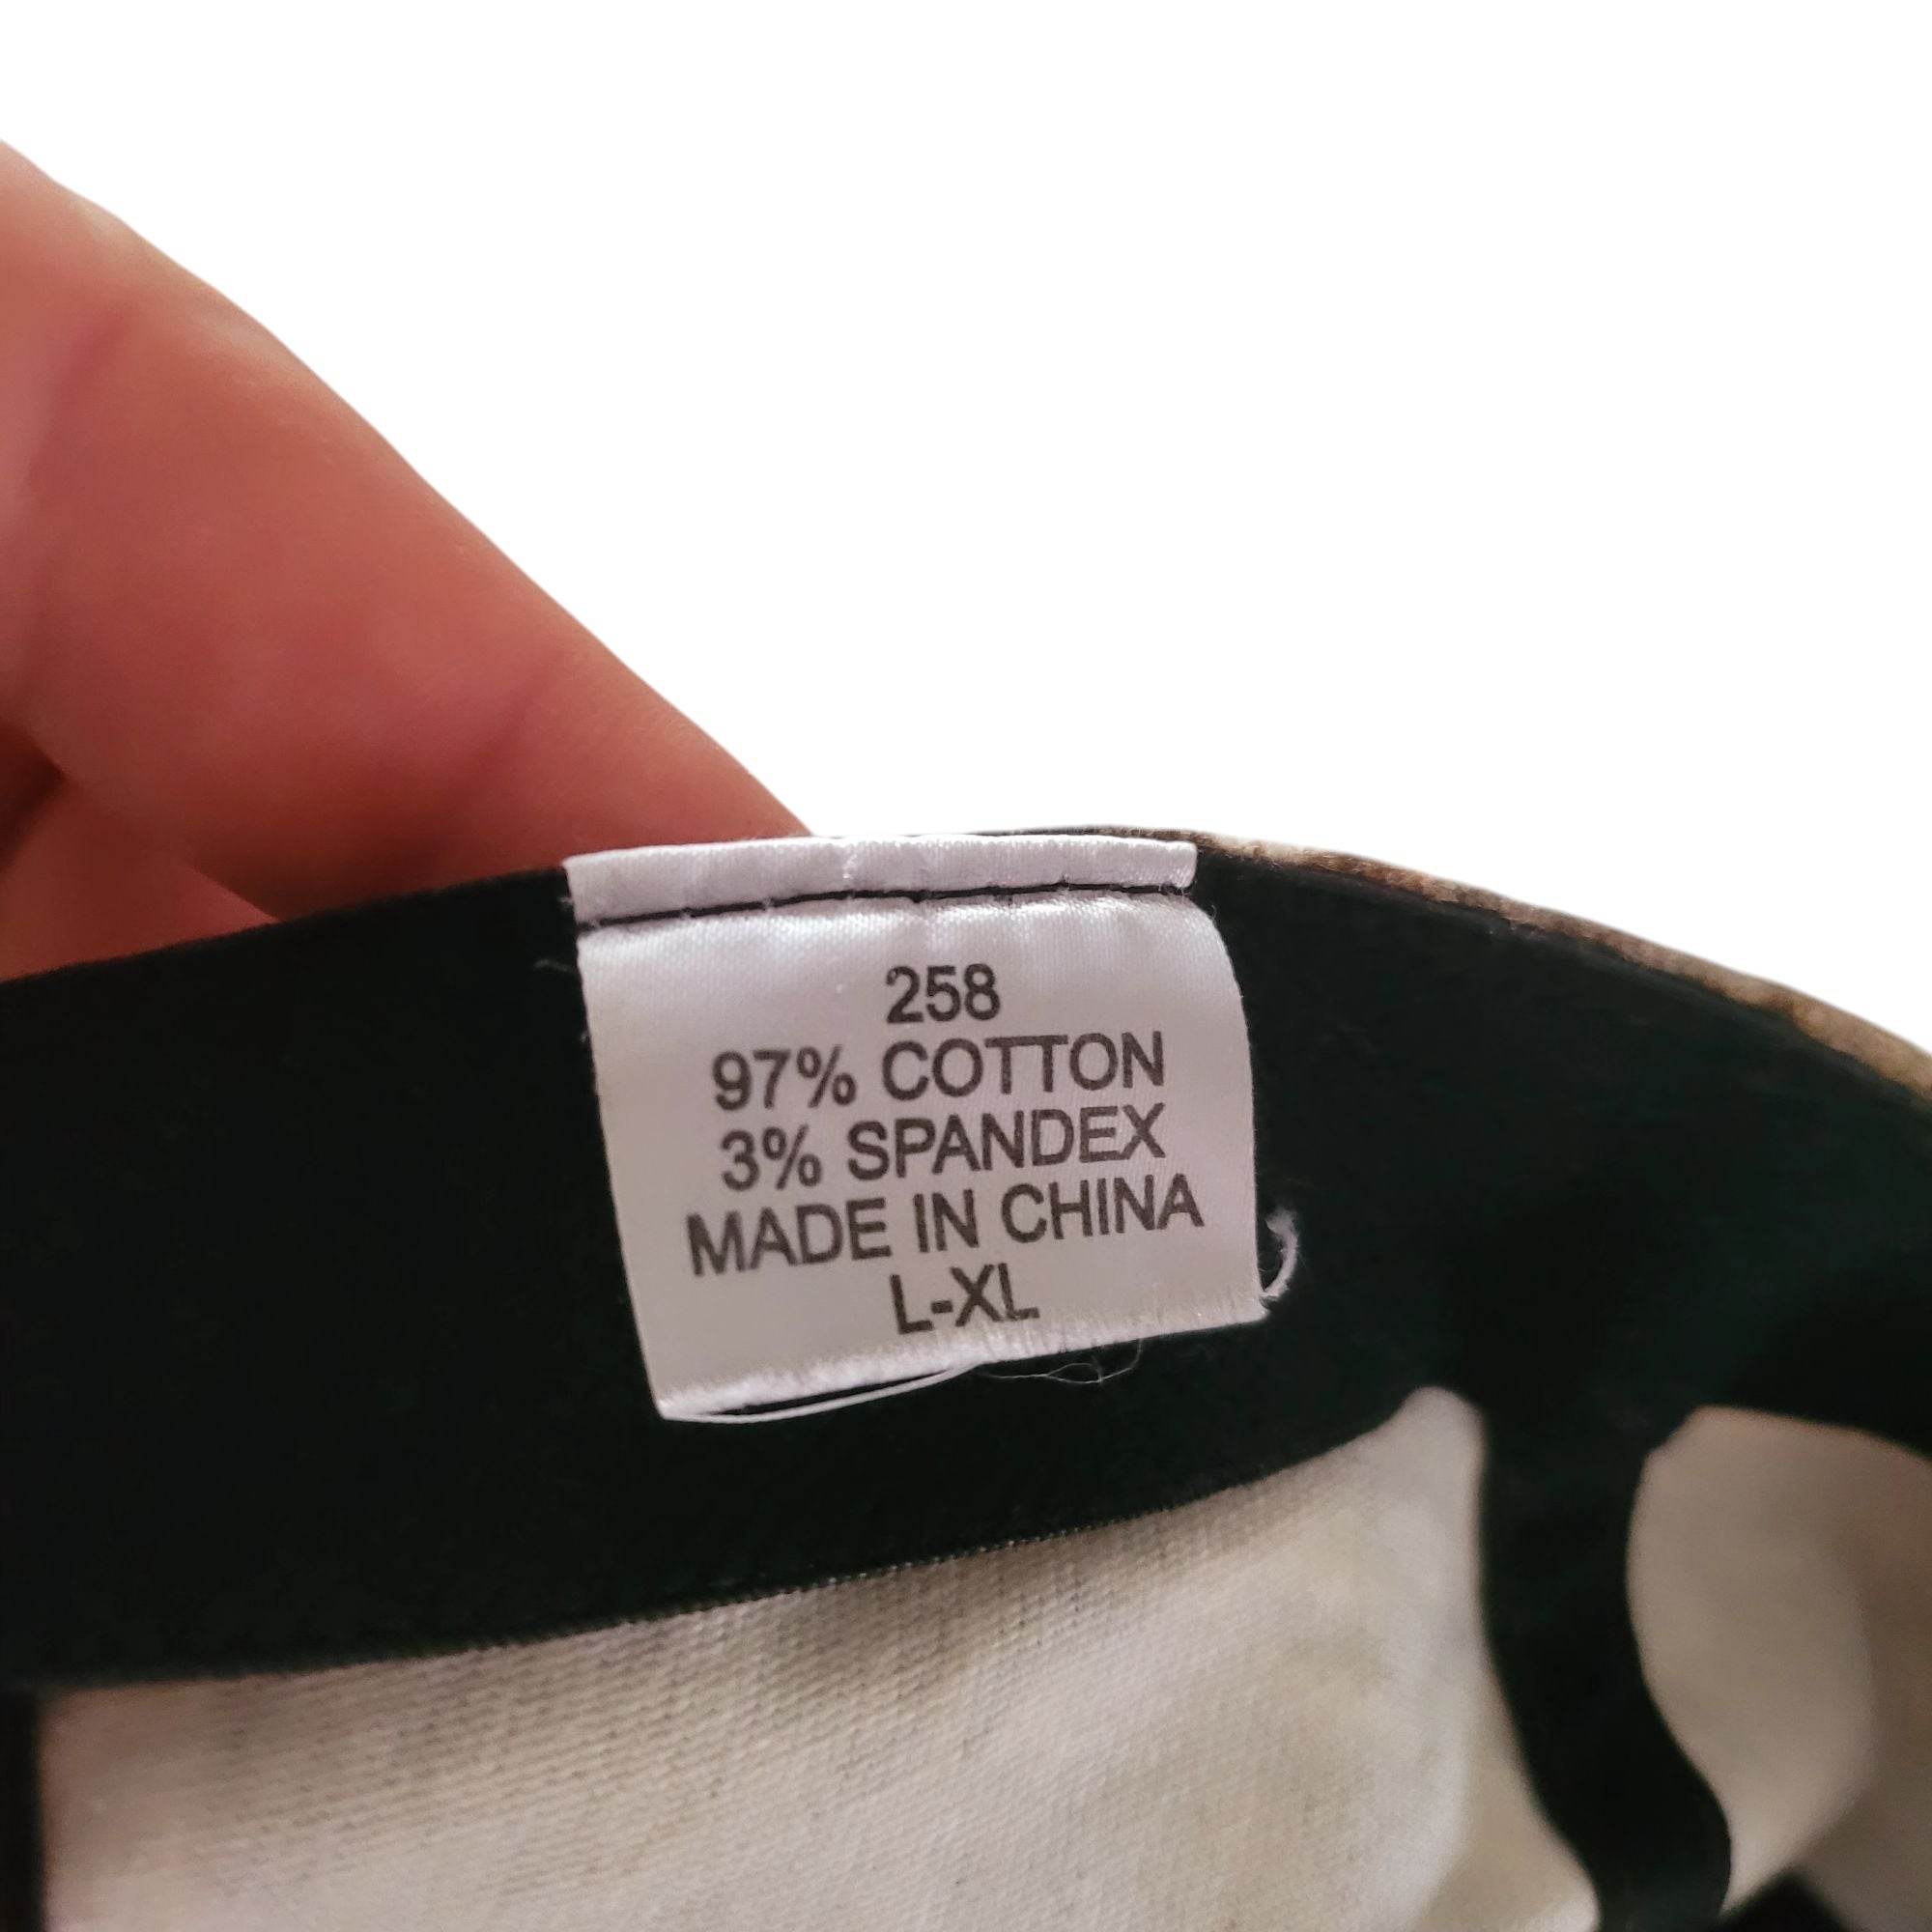 258
97% COTTON
3% SPANDEX
MADE IN CHINA
L-XL